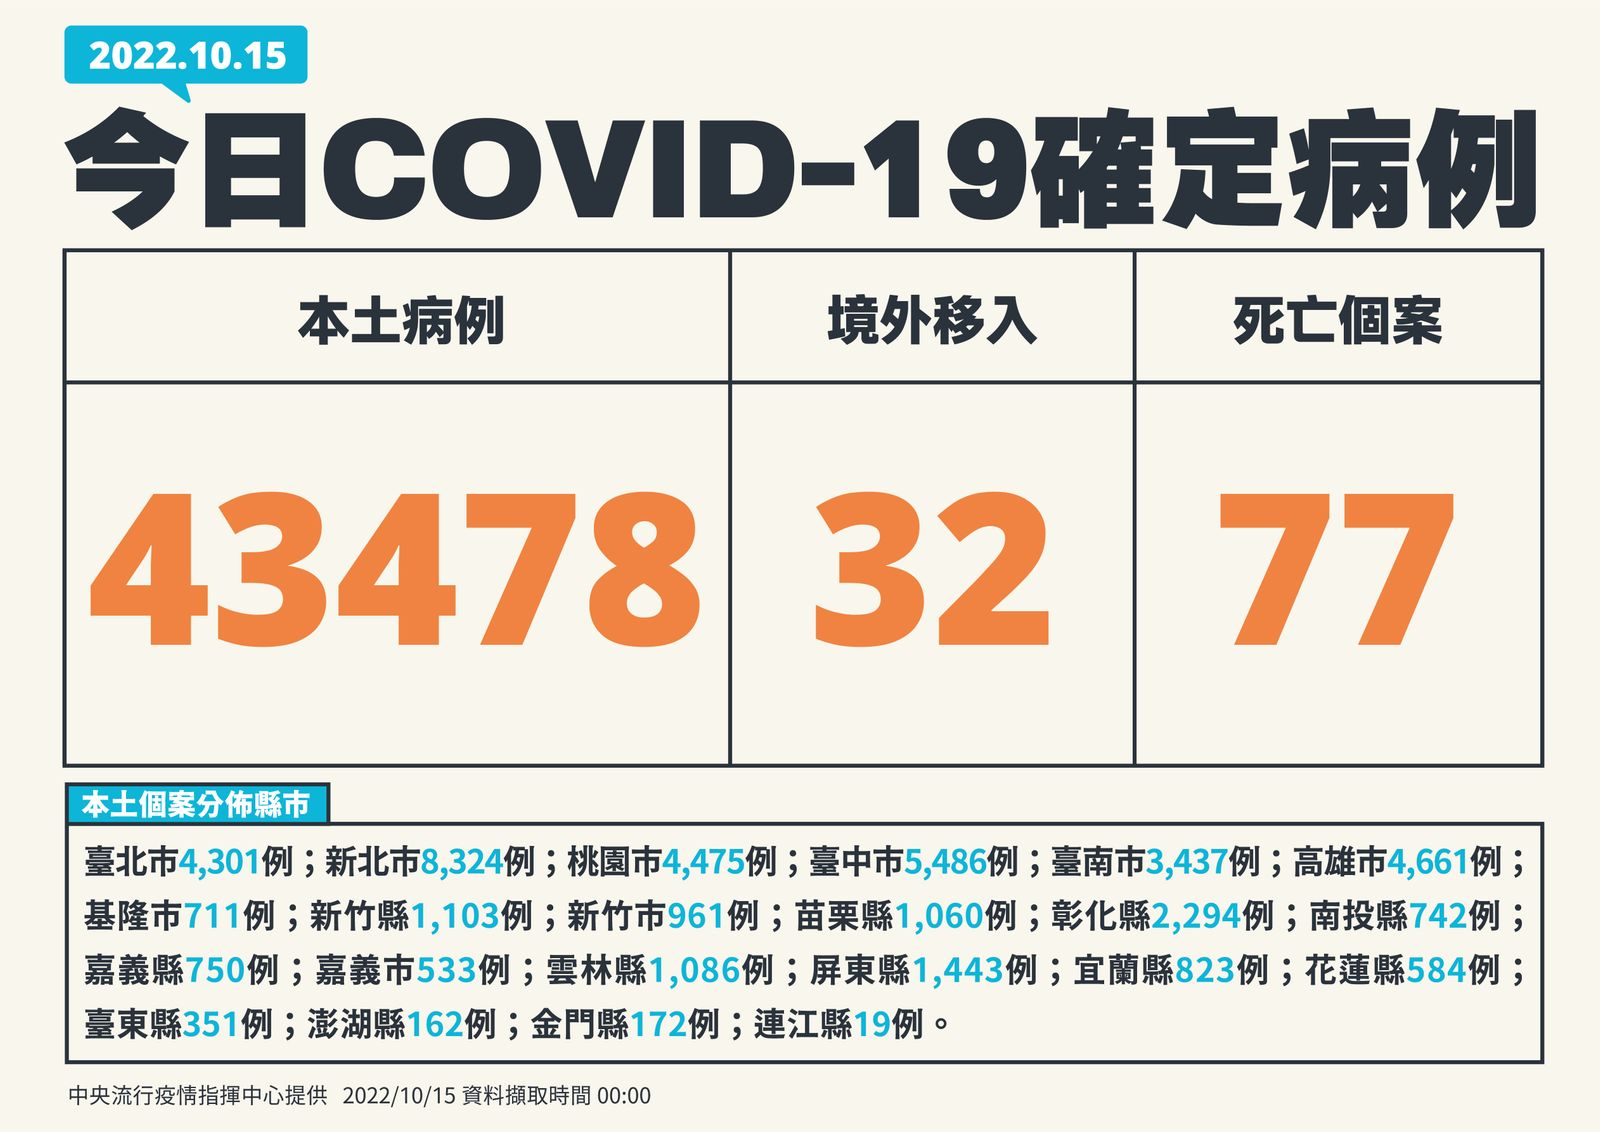 2022.10.15
今日COVID-19確定病例
本土病例 境外移入 死亡個案
43478 32 77
本土個案分佈縣市
臺北市4,301例；新北市8,324例；桃園市4,475例；臺中市5,486例；臺南市3,437例；高雄市4,661例；
基隆市711例；新竹縣1,103例；新竹市961例；苗栗縣1,060例；彰化縣2,294例；南投縣742例；
嘉義縣750例；嘉義市533例；雲林縣1,086例；屏東縣1,443例；宜蘭縣823例；花蓮縣584例；
臺東縣351例；澎湖縣162例；金門縣172例；連江縣19例。
中央流行疫情指揮中心提供 2022/10/15 資料擷取時間 00:00